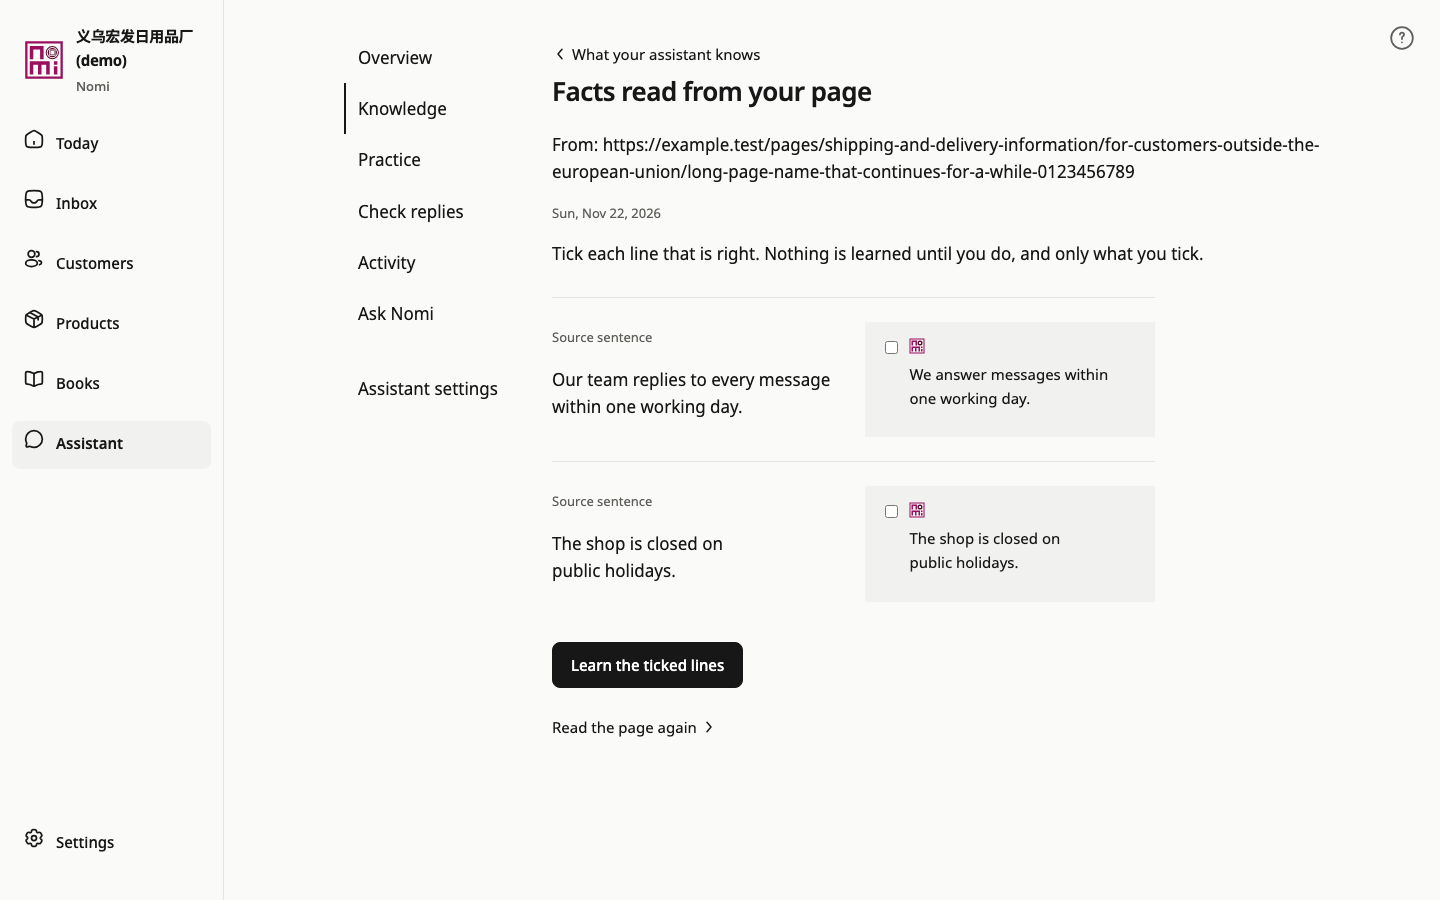 义乌宏发日用品厂
(demo)
Nomi
Today
Inbox
Customers
Products
Books
Assistant
Settings
Overview
Knowledge
Practice
Check replies
Activity
Ask Nomi
Assistant settings
What your assistant knows
Facts read from your page
From: https://example.test/pages/shipping-and-delivery-information/for-customers-outside-the-
european-union/long-page-name-that-continues-for-a-while-0123456789
Sun, Nov 22, 2026
Tick each line that is right. Nothing is learned until you do, and only what you tick.
Source sentence
Our team replies to every message
within one working day.
We answer messages within
one working day.
Source sentence
The shop is closed on
public holidays.
The shop is closed on
public holidays.
Learn the ticked lines
Read the page again